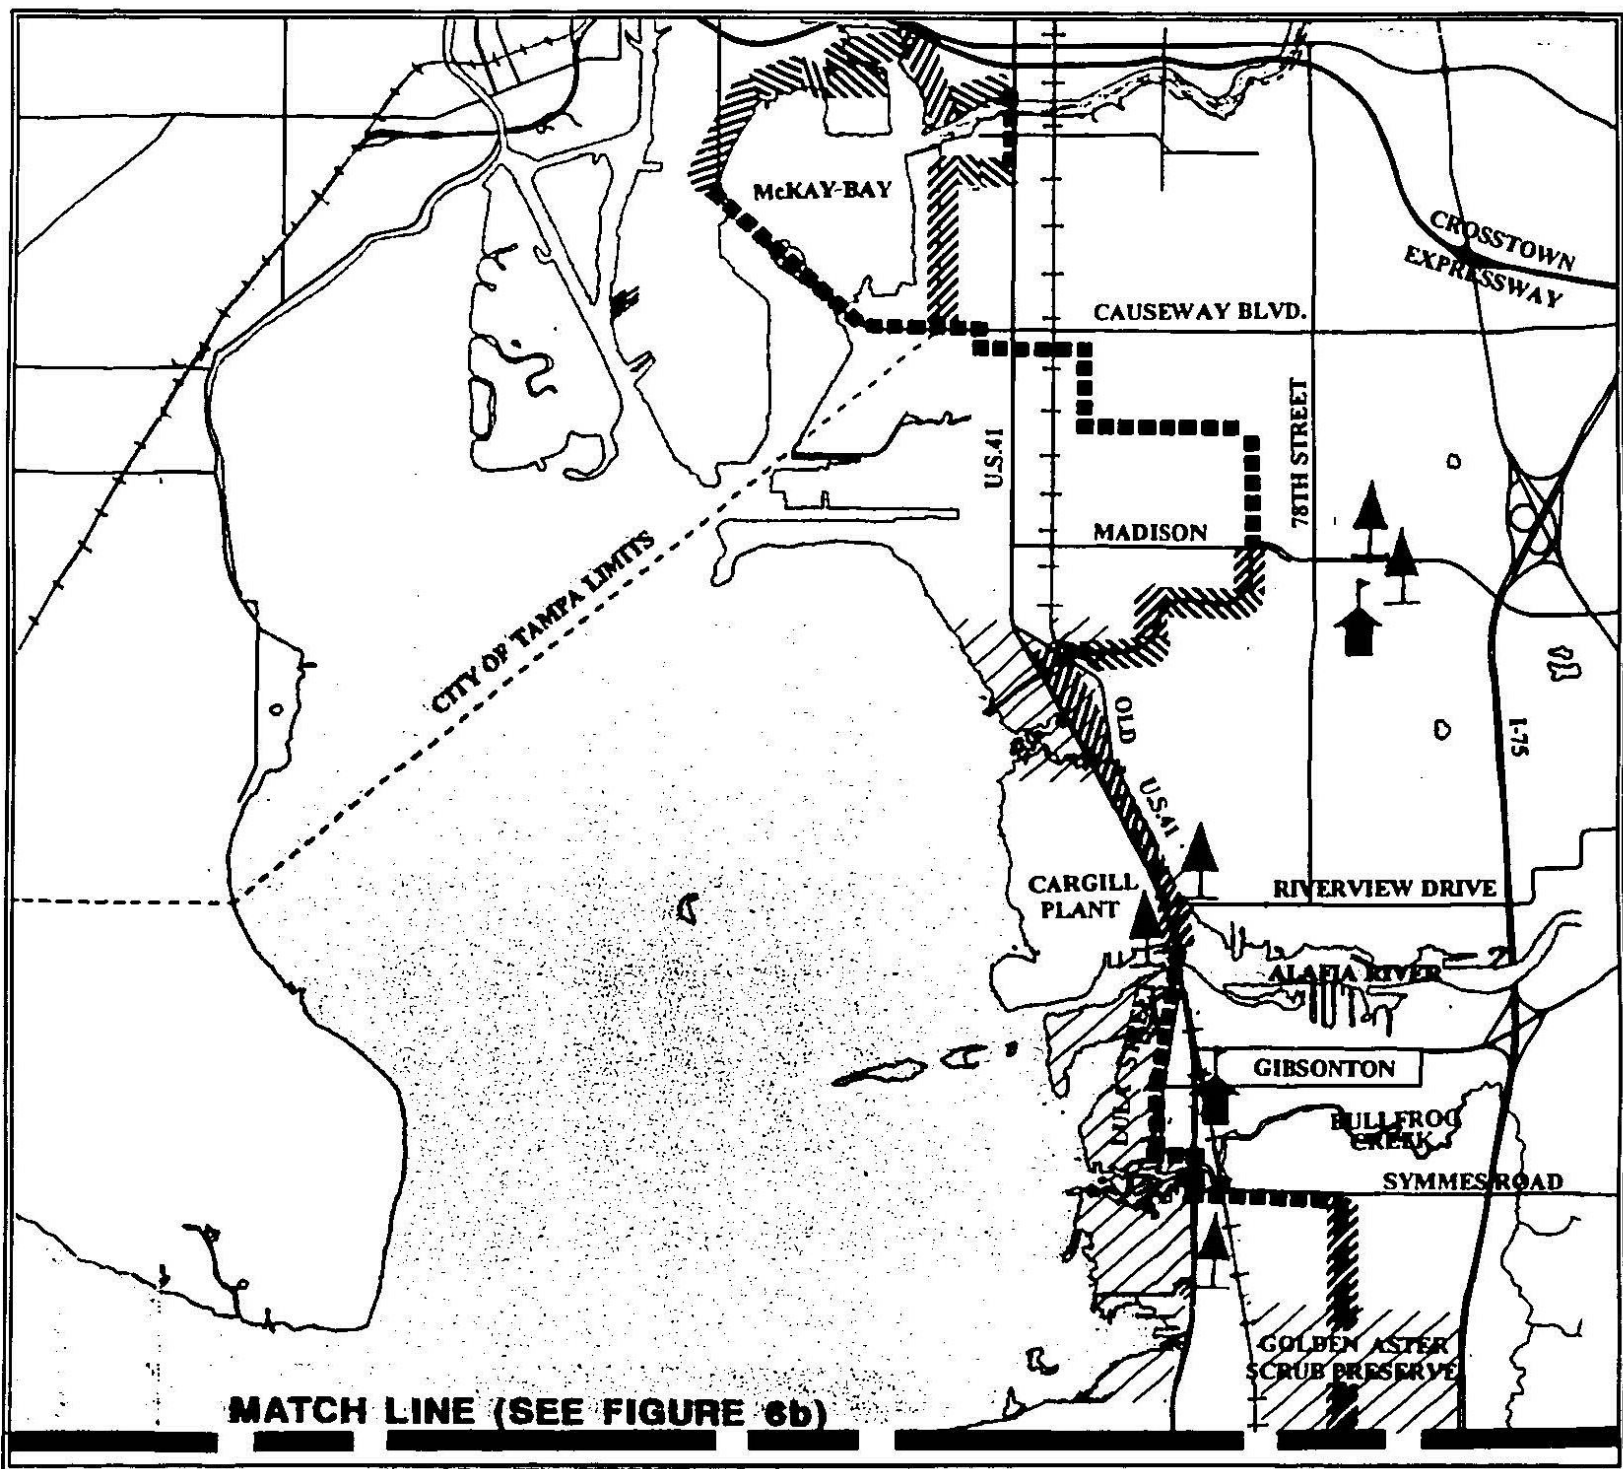 McKAY-BAY
CROSSTOWN
EXPRESSWAY
CAUSEWAY BLVD.
U.S.41
78TH STREET
MADISON
CITY OF TAMPA LIMITS
OLD
U.S.41
I-75
CARGILL
PLANT
RIVERVIEW DRIVE
ALAFIA RIVER
STREET
GIBSONTON
BULLFROG
CREEK
SYMMES ROAD
GOLDEN ASTER
SCRUB PRESERVE
MATCH LINE (SEE FIGURE 6b)